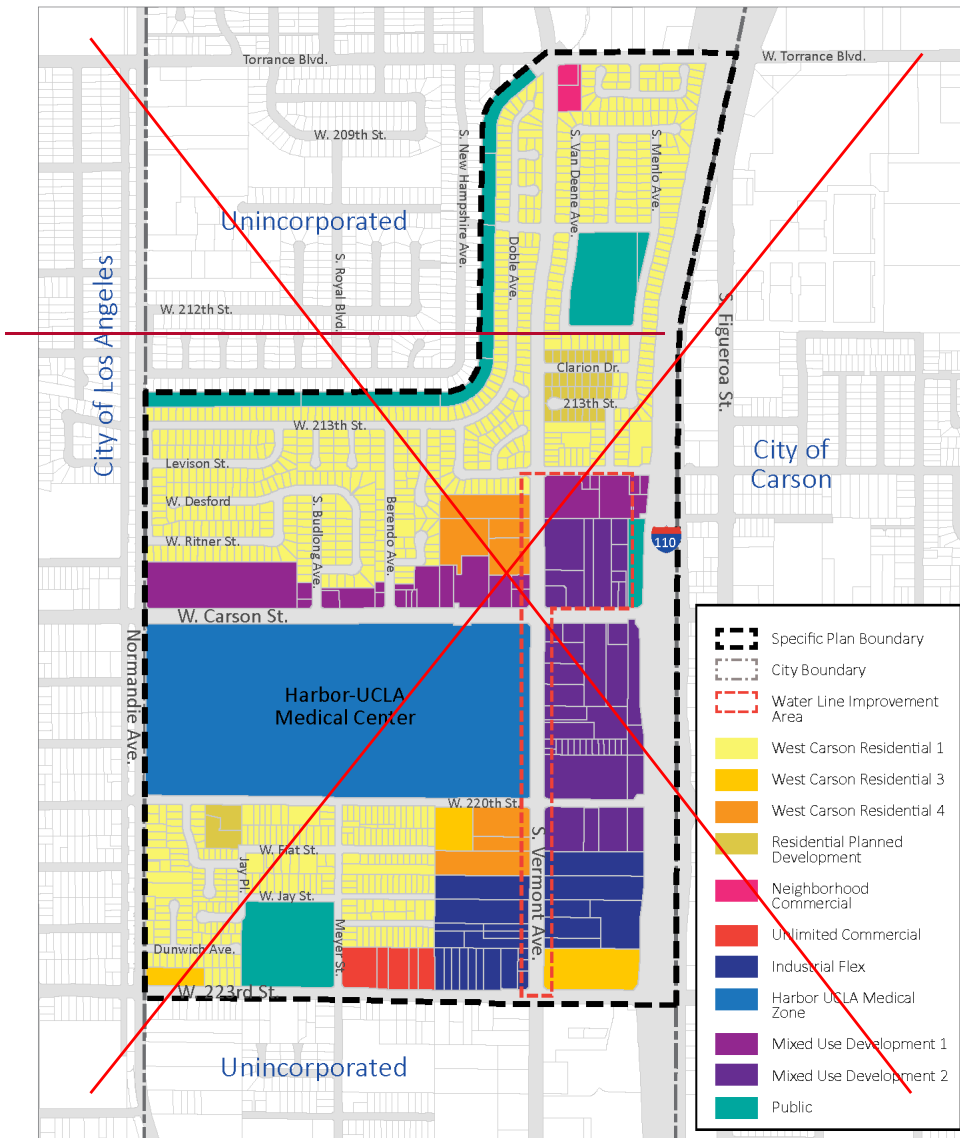 Torrance Blvd.
W. Torrance Blvd.
W. 209th St.
S. New Hampshire Ave.
S. Van Deene Ave.
S. Menlo Ave.
Unincorporated
Doble Ave.
S. Royal Blvd.
W. 212th St.
City of Los Angeles
S. Figueroa St.
Clarion Dr.
213th St.
W. 213th St.
City of
Carson
Levison St.
W. Desford
S. Budlong Ave.
Berendo Ave.
W. Ritner St.
110
W. Carson St.
Normandie Ave.
Harbor-UCLA
Medical Center
W. 220th St.
S. Vermont Ave.
W. Flat St.
Jay Pl.
W. Jay St.
Meyer St.
Dunwich Ave.
W. 223rd St.
Unincorporated
Specific Plan Boundary
City Boundary
Water Line Improvement
Area
West Carson Residential 1
West Carson Residential 3
West Carson Residential 4
Residential Planned
Development
Neighborhood
Commercial
Unlimited Commercial
Industrial Flex
Harbor UCLA Medical
Zone
Mixed Use Development 1
Mixed Use Development 2
Public